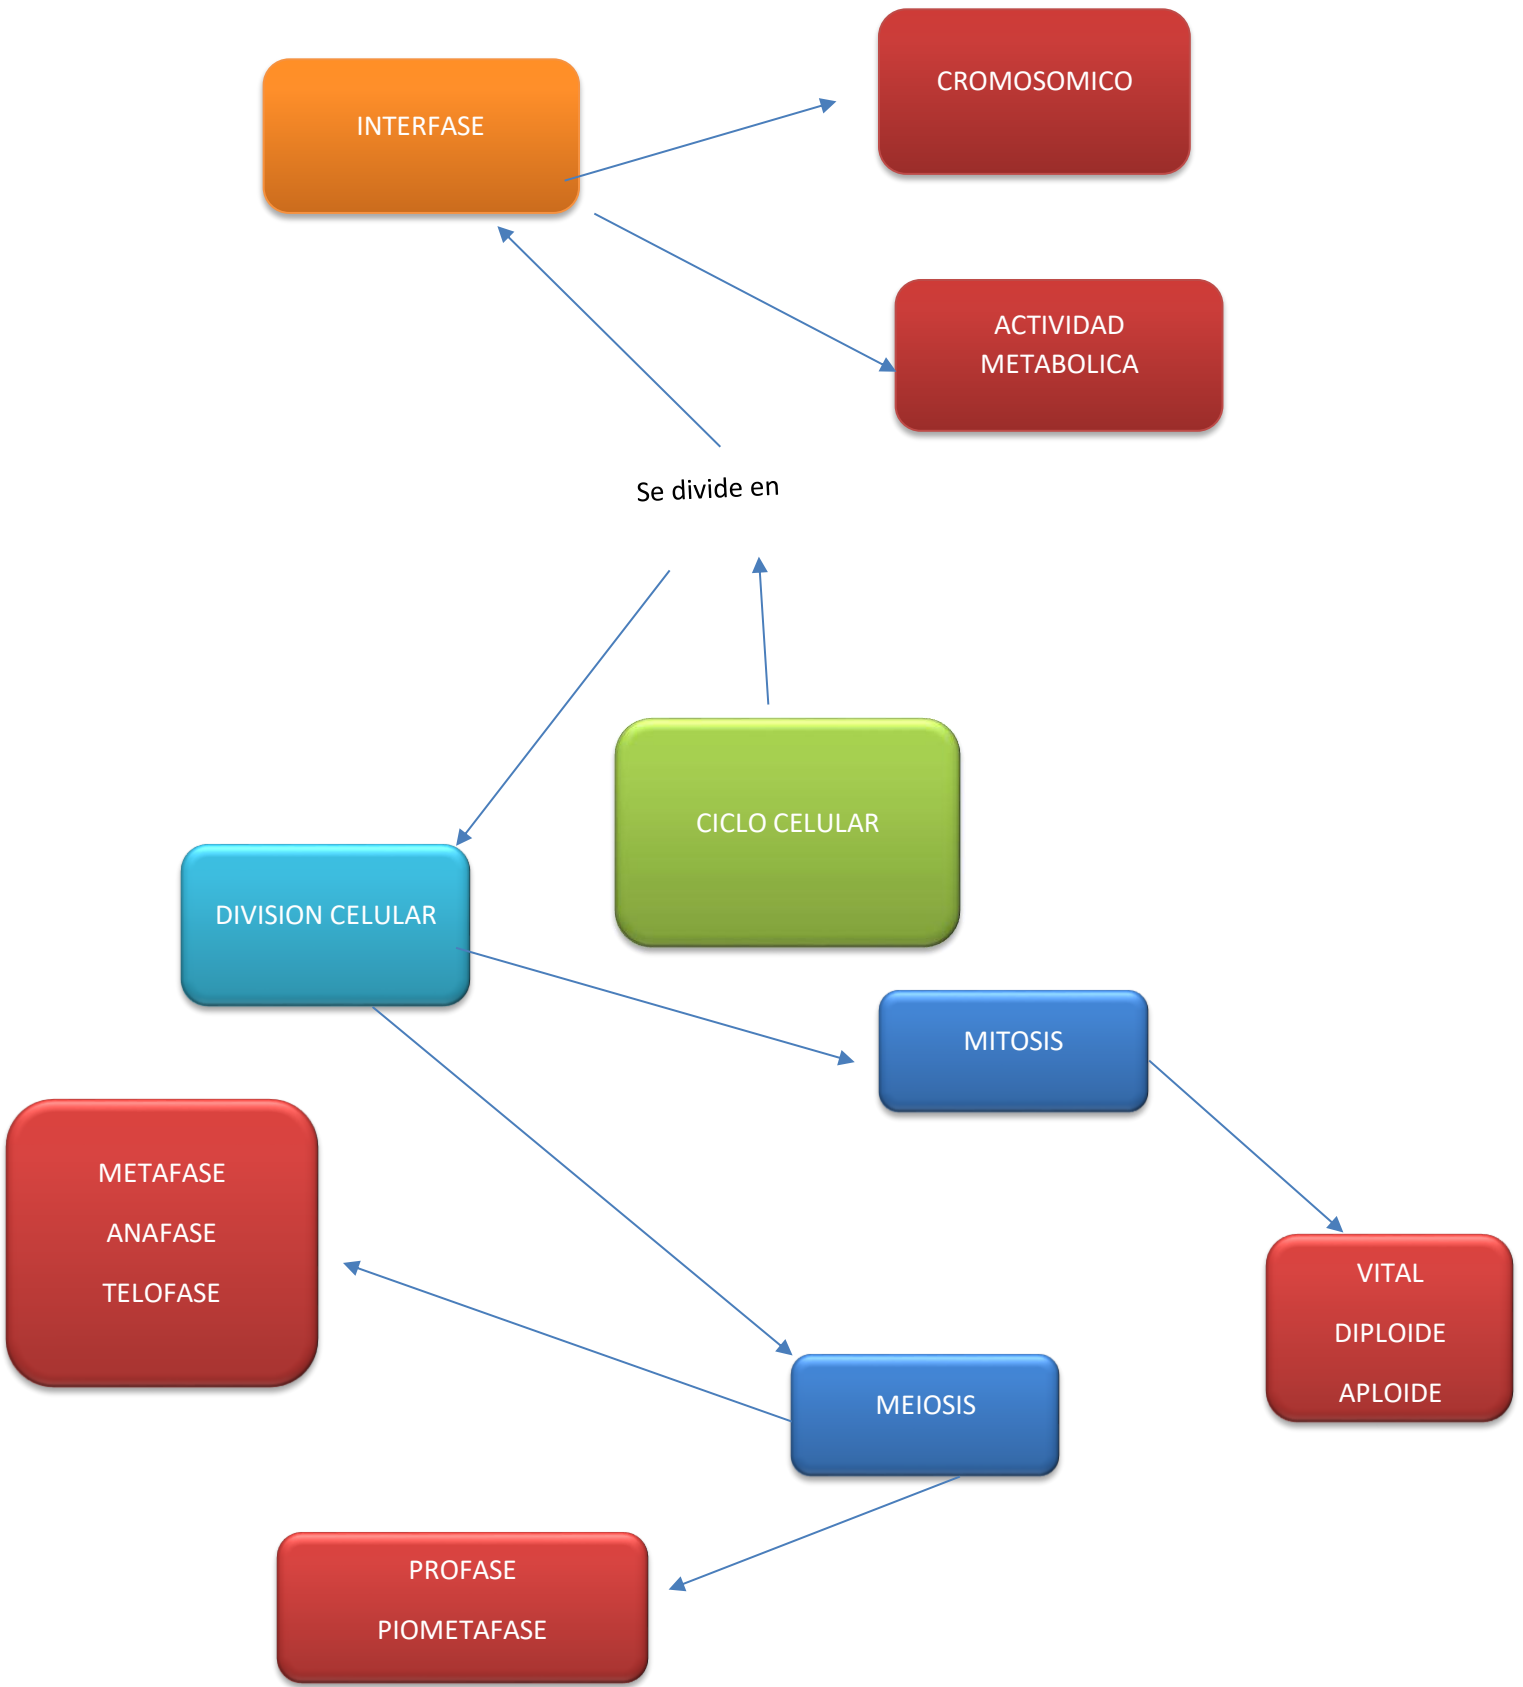 CROMOSOMICO
INTERFASE
ACTIVIDAD
METABOLICA
Se divide en
CICLO CELULAR
DIVISION CELULAR
MITOSIS
METAFASE
ANAFASE
TELOFASE
VITAL
DIPLOIDE
APLOIDE
MEIOSIS
PROFASE
PIOMETAFASE